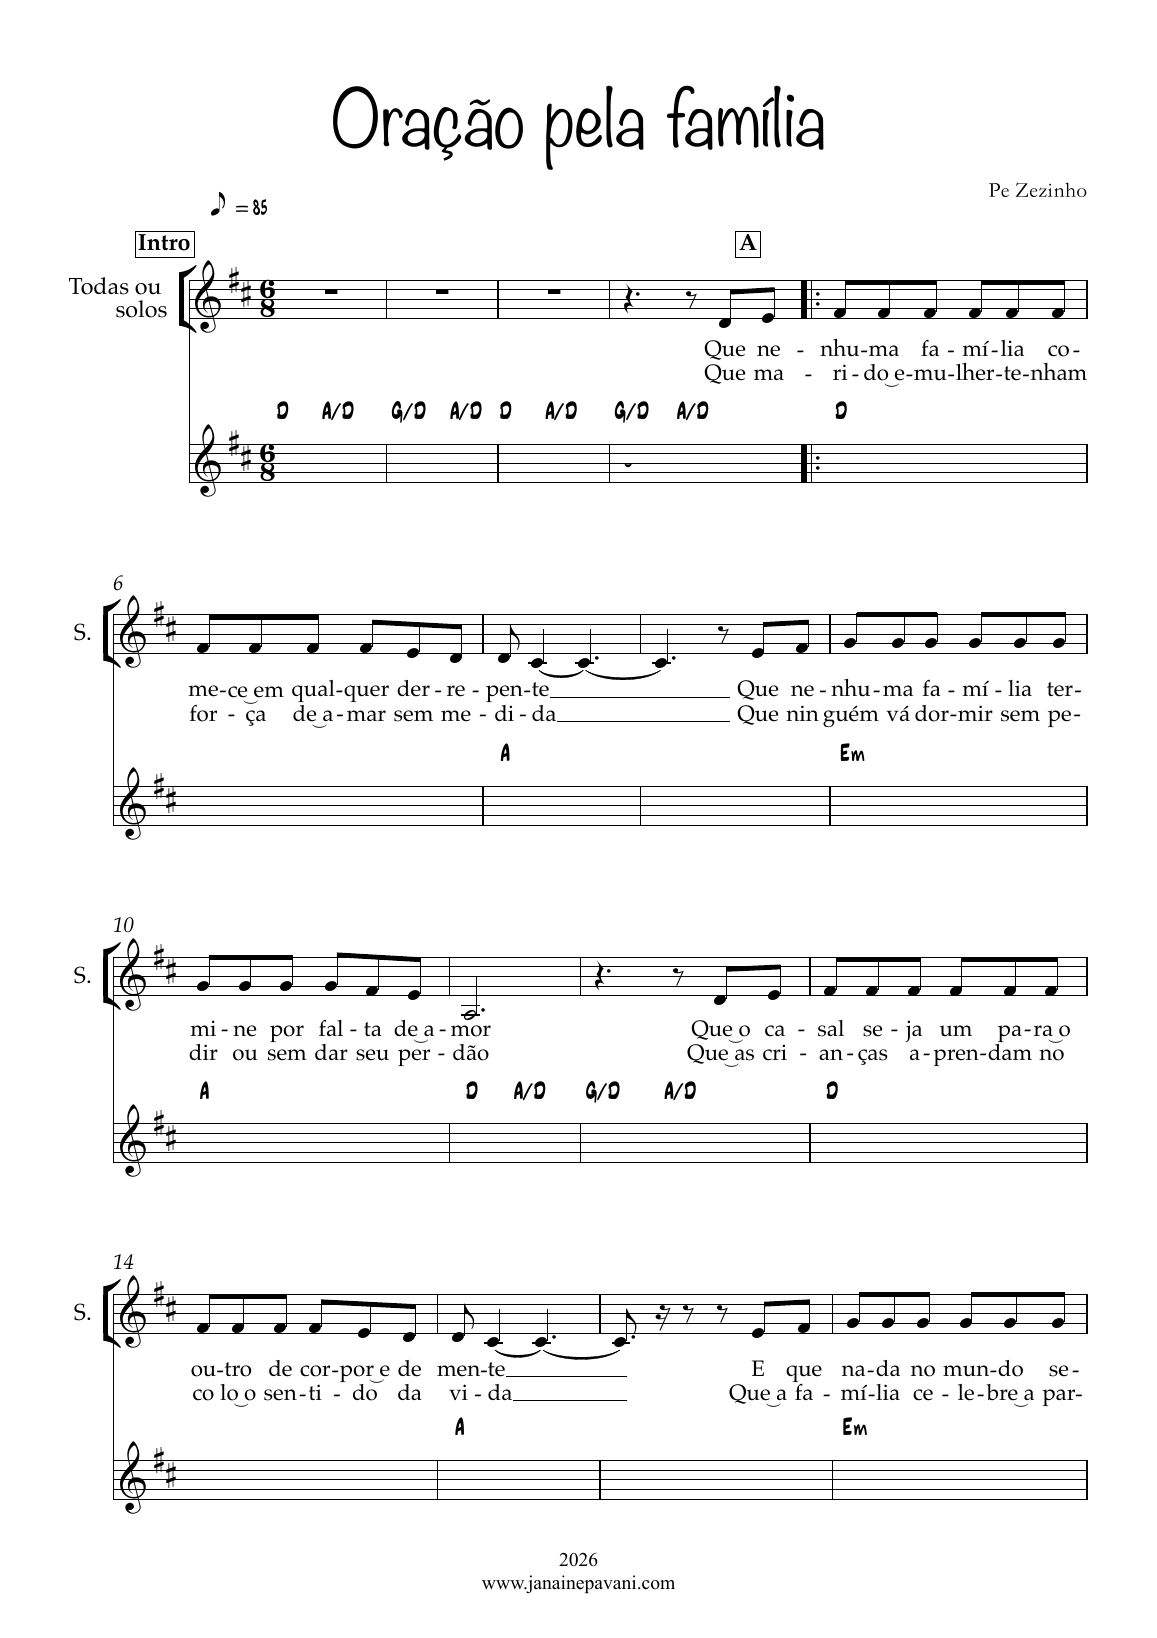 Oração pela família
Pe Zezinho
♪ = 85
Intro
A
Todas ou
solos
6
8
Que ne - nhu-ma fa - mí-lia co-
Que ma - ri - do e-mu-lher-te-nham
D A/D G/D A/D D A/D G/D A/D D
6
8
6
S.
me-ce em qual-quer der - re - pen-te
Que ne - nhu-ma fa - mí - lia ter-
for - ça de a-mar sem me - di - da
Que nin guém vá dor-mir sem pe-
A Em
10
S.
mi - ne por fal - ta de a-mor Que o ca - sal se - ja um pa-ra o
dir ou sem dar seu per - dão Que as cri - an-ças a-pren-dam no
A D A/D G/D A/D D
14
S.
ou-tro de cor-por e de men-te
E que na-da no mun-do se-
co lo o sen-ti - do da vi - da
Que a fa - mí-lia ce - le-bre a par-
A Em
2026
www.janainepavani.com